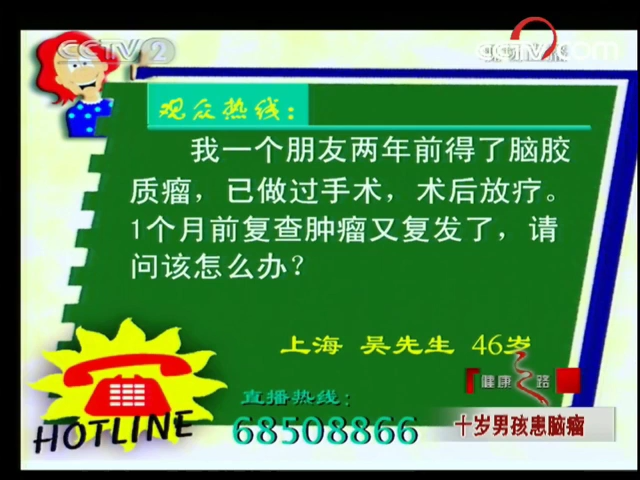 CCTV 2
CCTV.com
观众热线：
我一个朋友两年前得了脑胶
质瘤，已做过手术，术后放疗。
1个月前复查肿瘤又复发了，请
问该怎么办？
上海 吴先生 46岁
健康之路
直播热线：
68508866
十岁男孩患脑瘤
HOTLINE